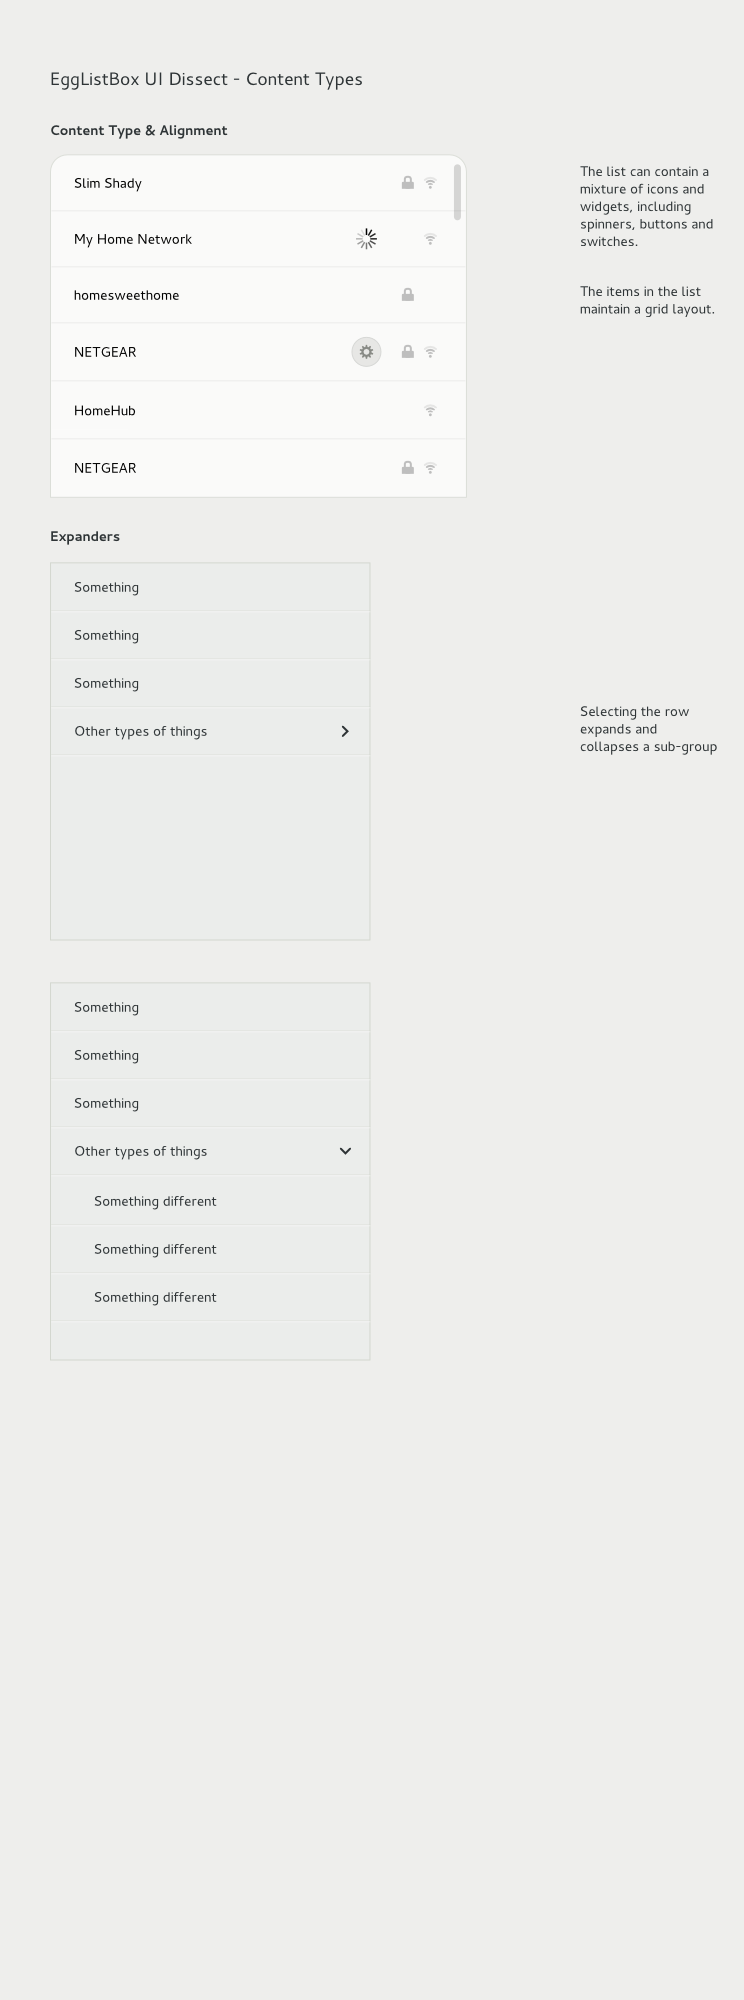 EggListBox UI Dissect - Content Types
Content Type & Alignment
Slim Shady
My Home Network
homesweethome
NETGEAR
HomeHub
NETGEAR
The list can contain a
mixture of icons and
widgets, including
spinners, buttons and
switches.
The items in the list
maintain a grid layout.
Expanders
Something
Something
Something
Other types of things
Selecting the row
expands and
collapses a sub-group
Something
Something
Something
Other types of things
Something different
Something different
Something different